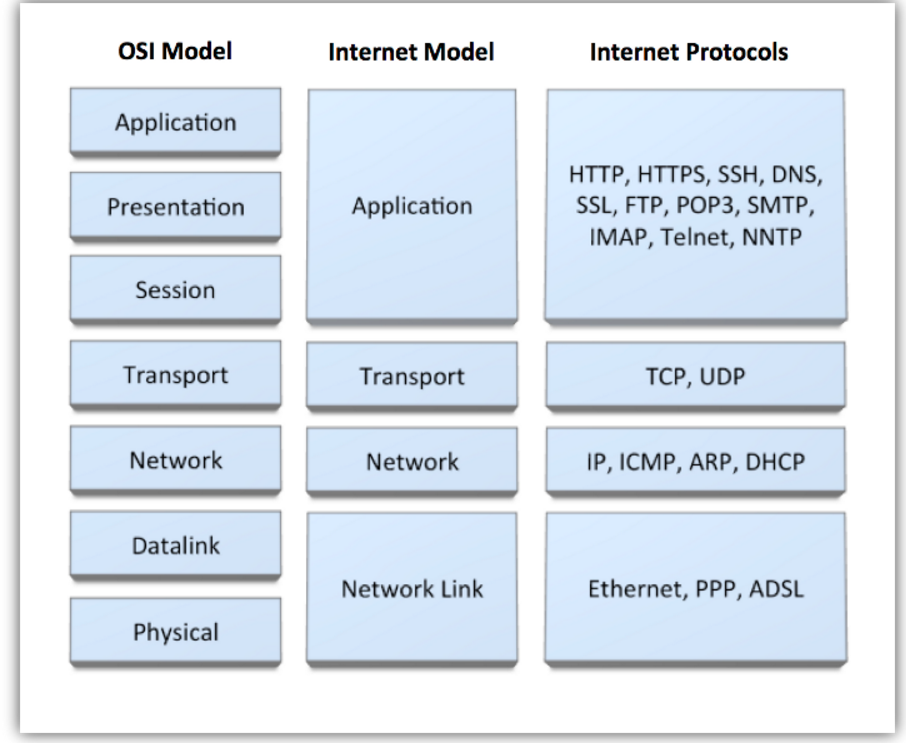 OSI Model
Internet Model
Internet Protocols
Application
Presentation
Session
Transport
Network
Datalink
Physical
Application
Transport
Network
Network Link
HTTP, HTTPS, SSH, DNS,
SSL, FTP, POP3, SMTP,
IMAP, Telnet, NNTP
TCP, UDP
IP, ICMP, ARP, DHCP
Ethernet, PPP, ADSL